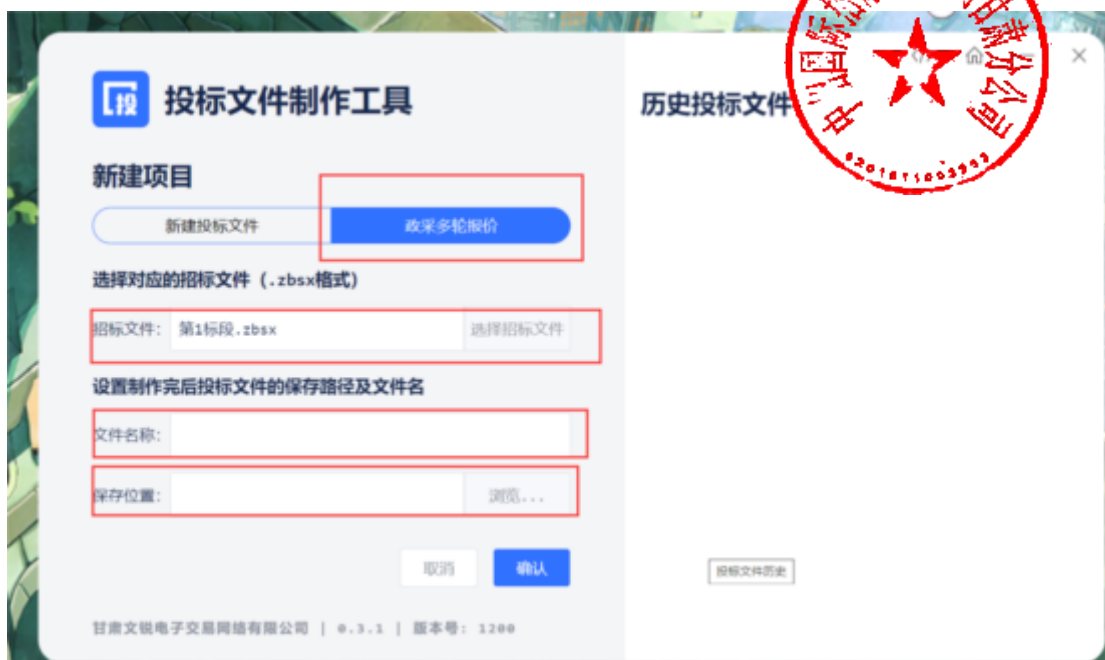 投标文件制作工具
新建项目
新建投标文件 政采多轮报价
选择对应的招标文件（.zbsx格式）
招标文件： 第1标段.zbsx 选择招标文件
设置制作完后投标文件的保存路径及文件名
文件名称：
保存位置： 浏览...
取消 确认
甘肃文锐电子交易网络有限公司 | 0.3.1 | 版本号: 1200
历史投标文件
投标文件历史